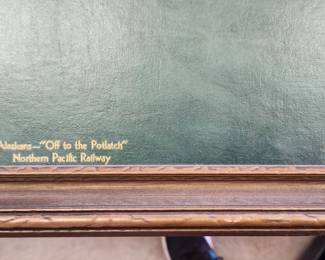 Alaskans—"Off to the Potlatch"
Northern Pacific Railway